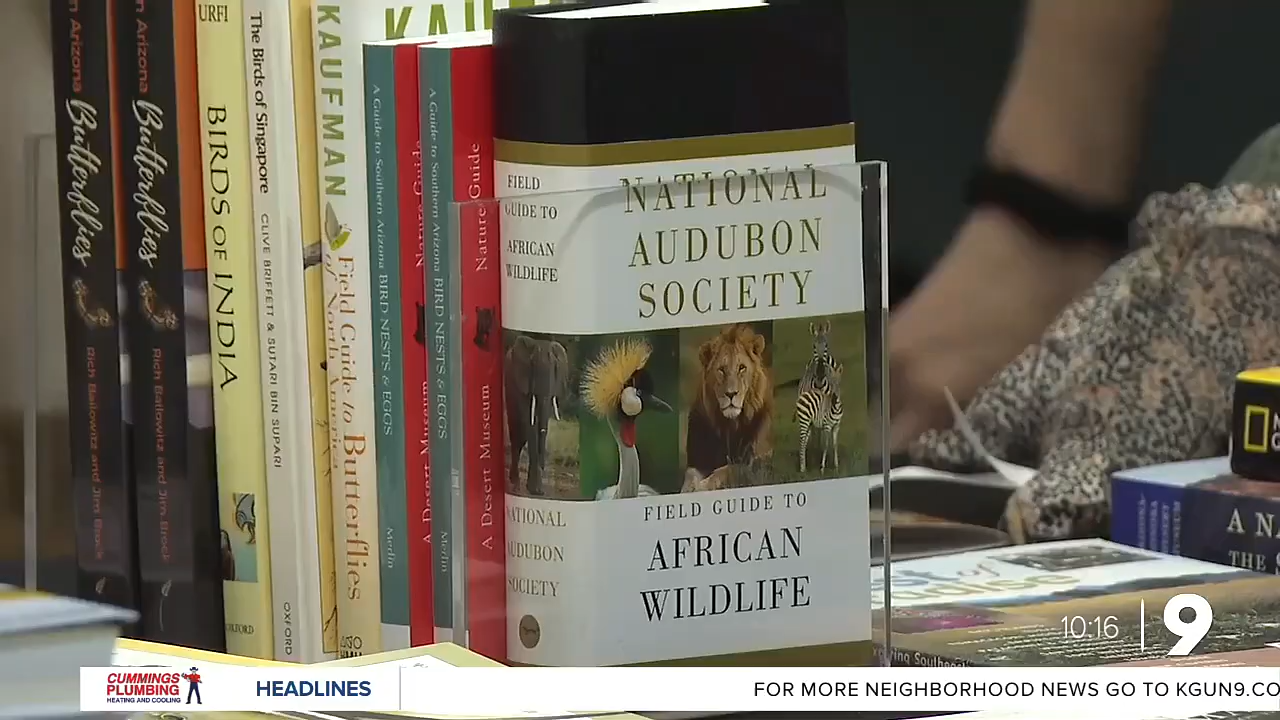 n Arizona
Butterflies
Rich Bailowitz and Jim Brock
n Arizona
Butterflies
Rich Bailowitz and Jim Brock
URFI
BIRDS OF INDIA
OXFORD
The Birds of Singapore
CLIVE BRIFFETT & SUTARI BIN SUPARI
OXFORD
KAUFMAN
Field Guide to Butterflies
of North America
A Guide to Southern Arizona BIRD NESTS & EGGS
Merlin
A Desert Museum
Nature Guide
A Guide to Southern Arizona BIRD NESTS & EGGS
Merlin
A Desert Museum
Nature Guide
FIELD
GUIDE TO
AFRICAN
WILDLIFE
NATIONAL
AUDUBON
SOCIETY
NATIONAL
AUDUBON
SOCIETY
FIELD GUIDE TO
AFRICAN
WILDLIFE
A N
THE S
10:16
9
CUMMINGS
PLUMBING
HEATING AND COOLING
HEADLINES
FOR MORE NEIGHBORHOOD NEWS GO TO KGUN9.CO